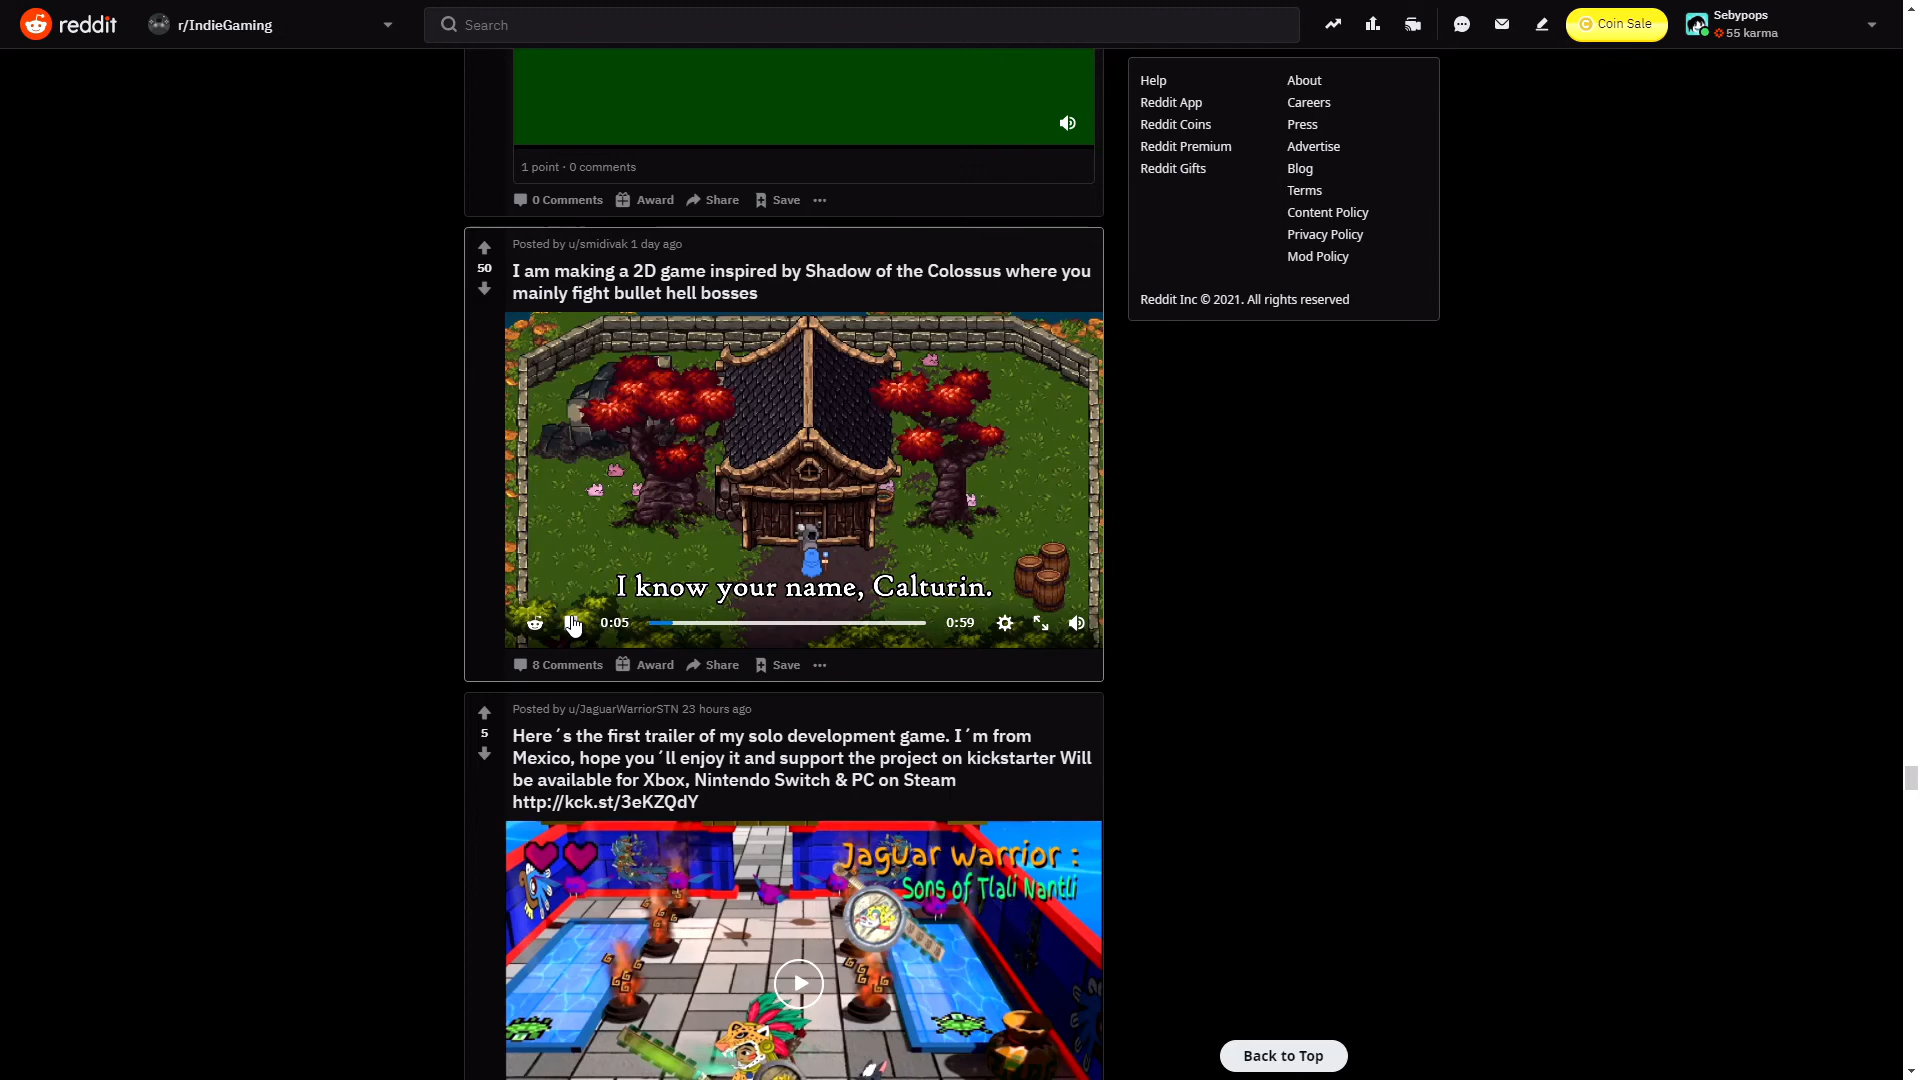 reddit
r/IndieGaming
Search
Coin Sale
Sebypops
55 karma
1 point · 0 comments
0 Comments
Award
Share
Save
Posted by u/smidivak 1 day ago
50
I am making a 2D game inspired by Shadow of the Colossus where you
mainly fight bullet hell bosses
I know your name, Calturin.
0:05
0:59
8 Comments
Award
Share
Save
Posted by u/JaguarWarriorSTN 23 hours ago
5
Here´s the first trailer of my solo development game. I´m from
Mexico, hope you´ll enjoy it and support the project on kickstarter Will
be available for Xbox, Nintendo Switch & PC on Steam
http://kck.st/3eKZQdY
Jaguar Warrior :
Sons of Tlali Nantli
Help
Reddit App
Reddit Coins
Reddit Premium
Reddit Gifts
About
Careers
Press
Advertise
Blog
Terms
Content Policy
Privacy Policy
Mod Policy
Reddit Inc © 2021. All rights reserved
Back to Top